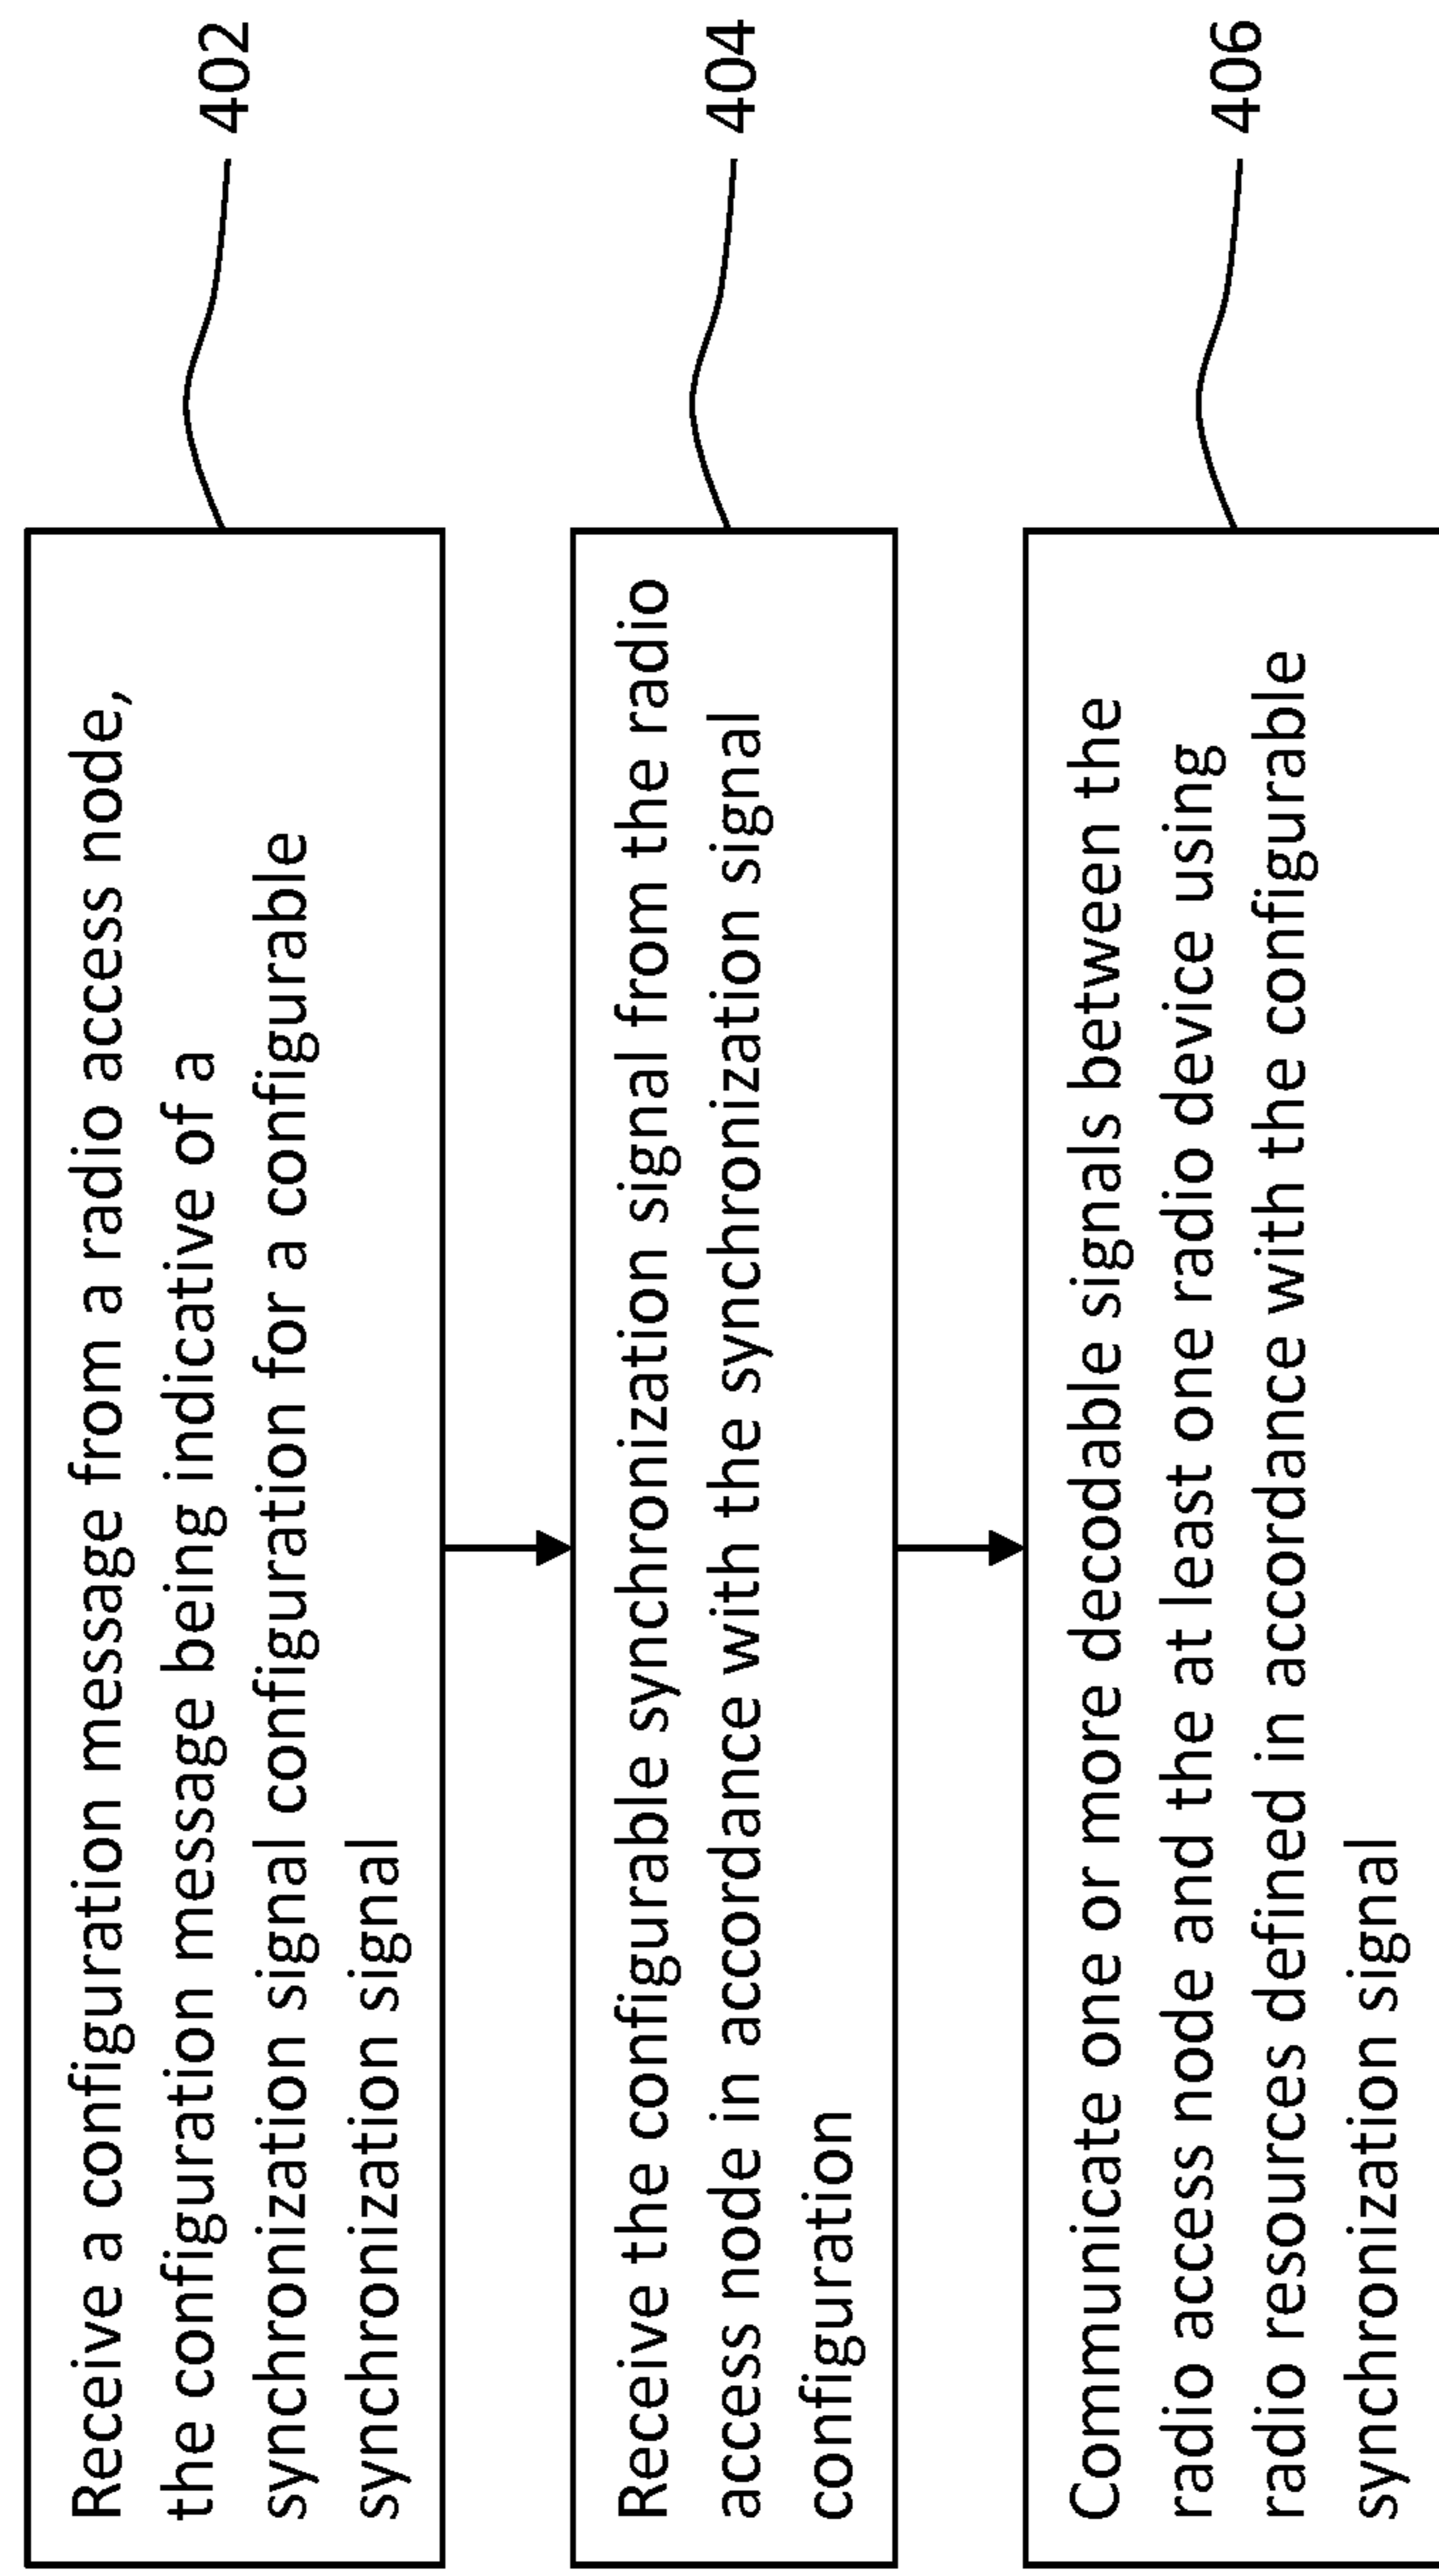 Receive a configuration message from a radio access node,
the configuration message being indicative of a
synchronization signal configuration for a configurable
synchronization signal
402
Receive the configurable synchronization signal from the radio
access node in accordance with the synchronization signal
configuration
404
Communicate one or more decodable signals between the
radio access node and the at least one radio device using
radio resources defined in accordance with the configurable
synchronization signal
406